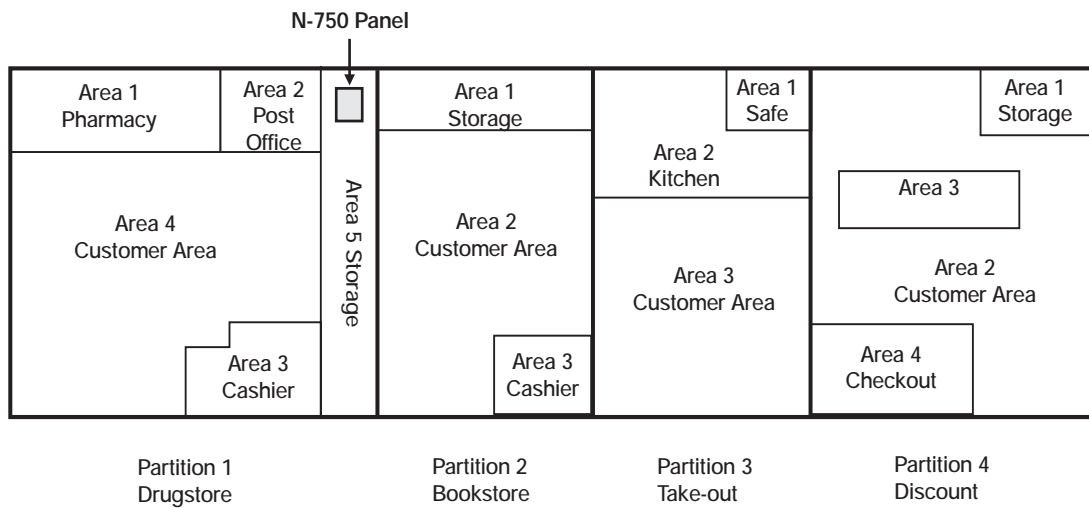 N-750 Panel
Area 1
Pharmacy
Area 2
Post
Office
Area 5 Storage
Area 4
Customer Area
Area 3
Cashier
Area 1
Storage
Area 2
Customer Area
Area 3
Cashier
Area 1
Safe
Area 2
Kitchen
Area 3
Customer Area
Area 1
Storage
Area 3
Area 2
Customer Area
Area 4
Checkout
Partition 1
Drugstore
Partition 2
Bookstore
Partition 3
Take-out
Partition 4
Discount